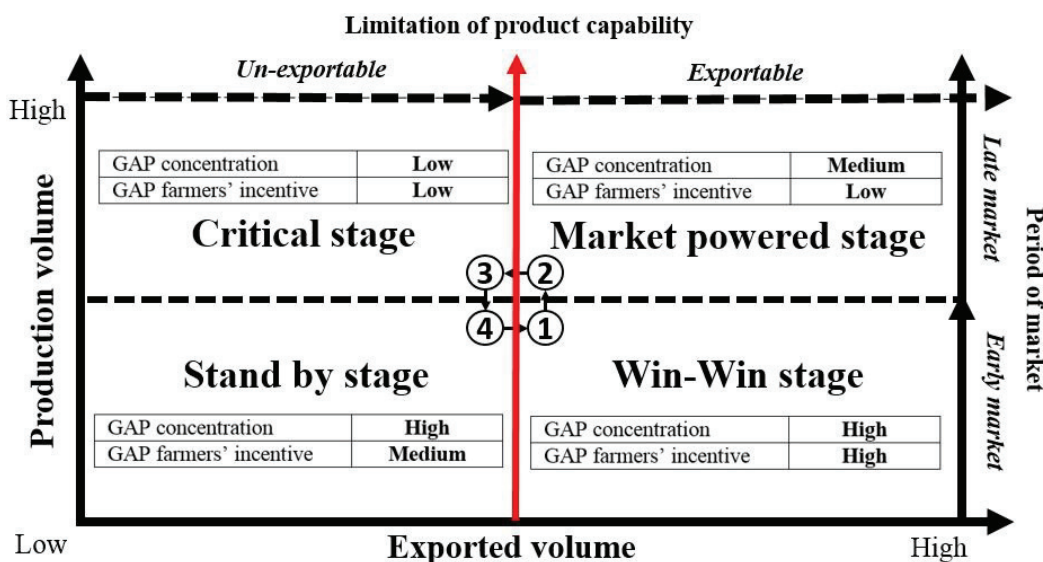 Limitation of product capability
Un-exportable
Exportable
High
GAP concentration Low
GAP farmers’ incentive Low
GAP concentration Medium
GAP farmers’ incentive Low
Critical stage
Market powered stage
Late market
Production volume
Period of market
3 2
4 1
Stand by stage
Win-Win stage
Early market
GAP concentration High
GAP farmers’ incentive Medium
GAP concentration High
GAP farmers’ incentive High
Low
Exported volume
High